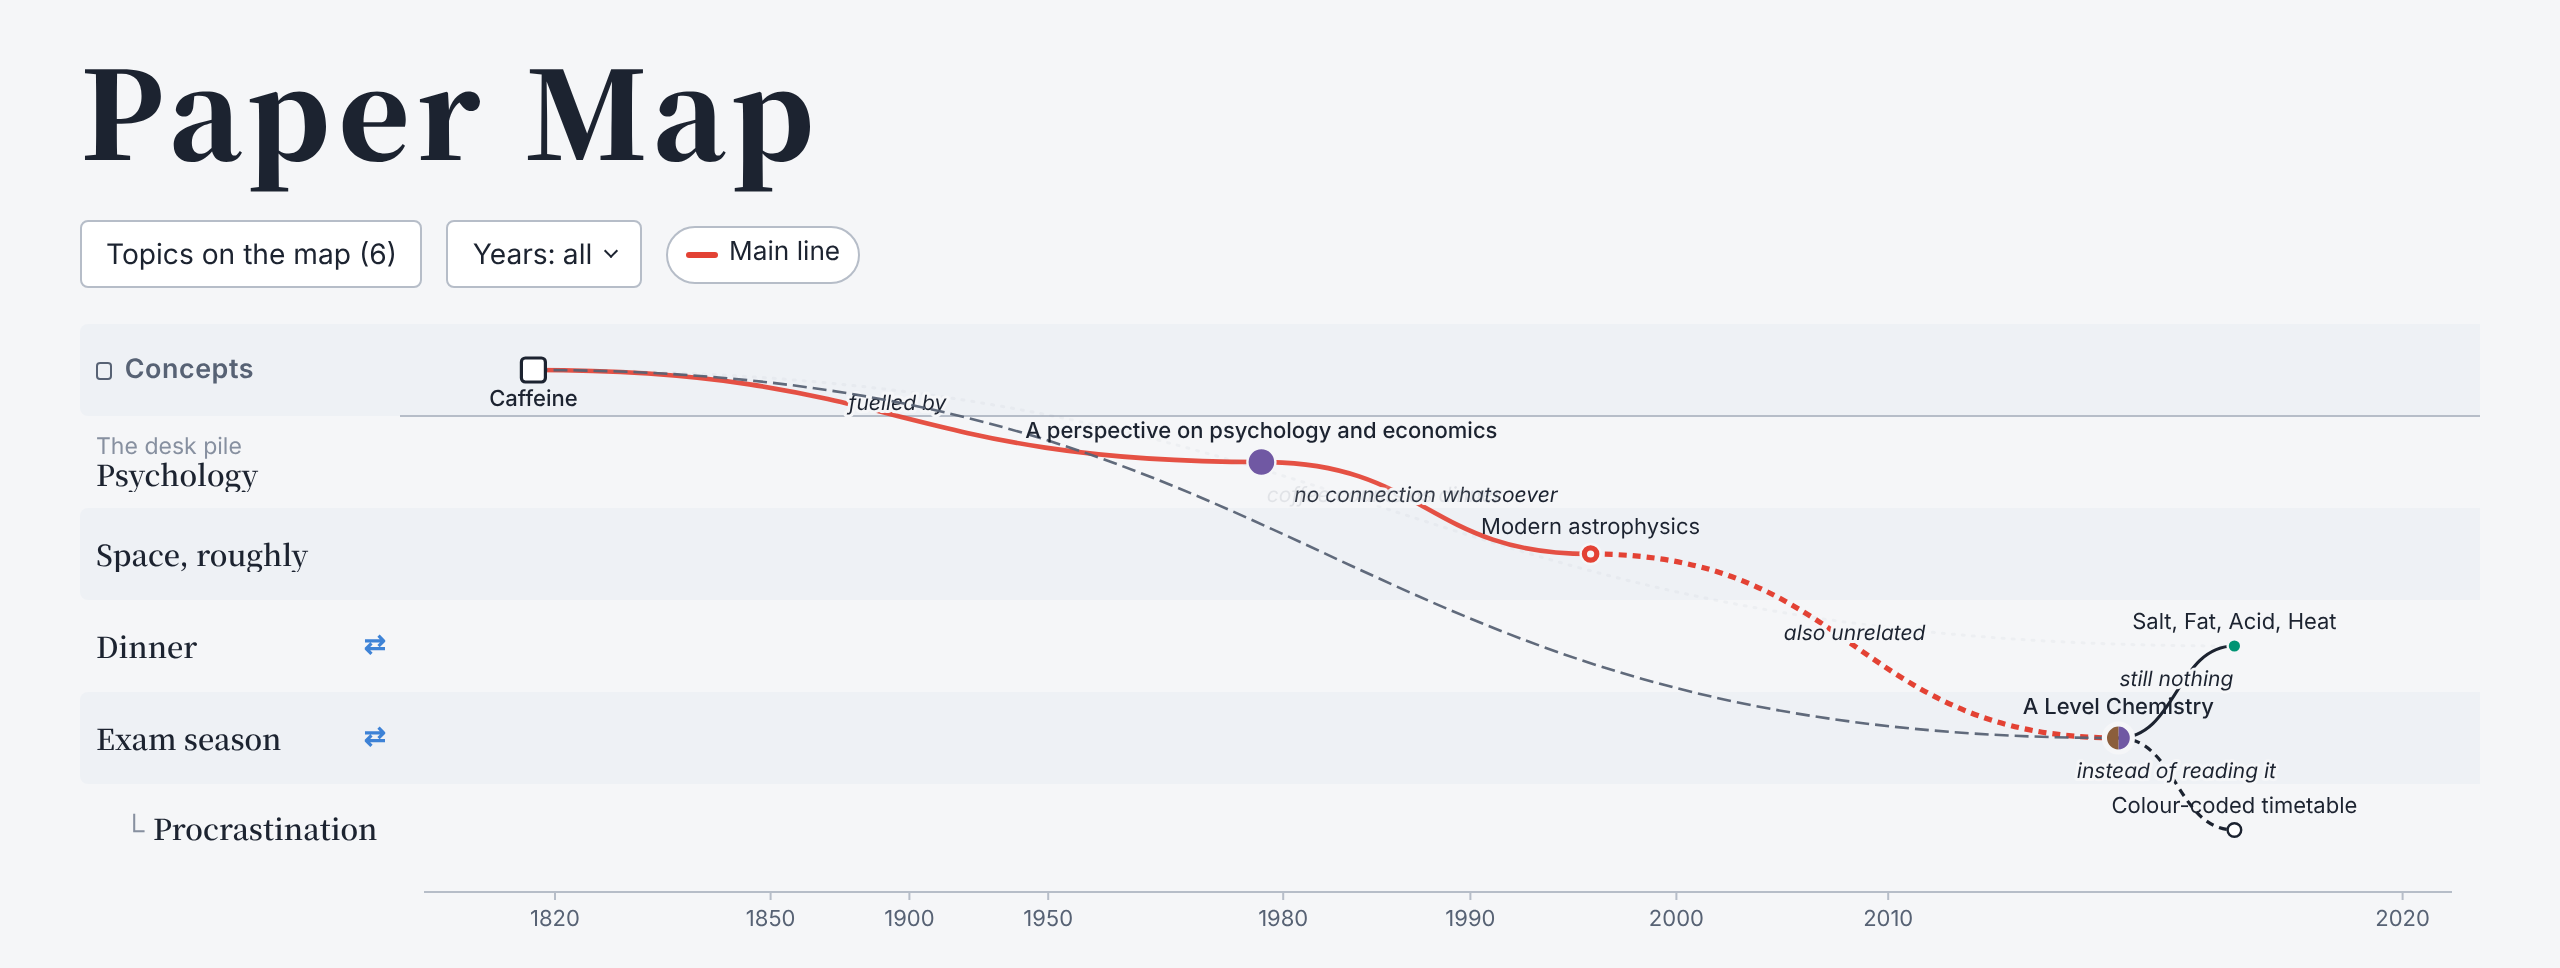 Paper Map
Topics on the map (6)
Years: all
Main line
Concepts
Caffeine
fuelled by
The desk pile
Psychology
A perspective on psychology and economics
no connection whatsoever
Space, roughly
Modern astrophysics
Dinner
also unrelated
Salt, Fat, Acid, Heat
still nothing
Exam season
A Level Chemistry
instead of reading it
Procrastination
Colour-coded timetable
1820 1850 1900 1950 1980 1990 2000 2010 2020